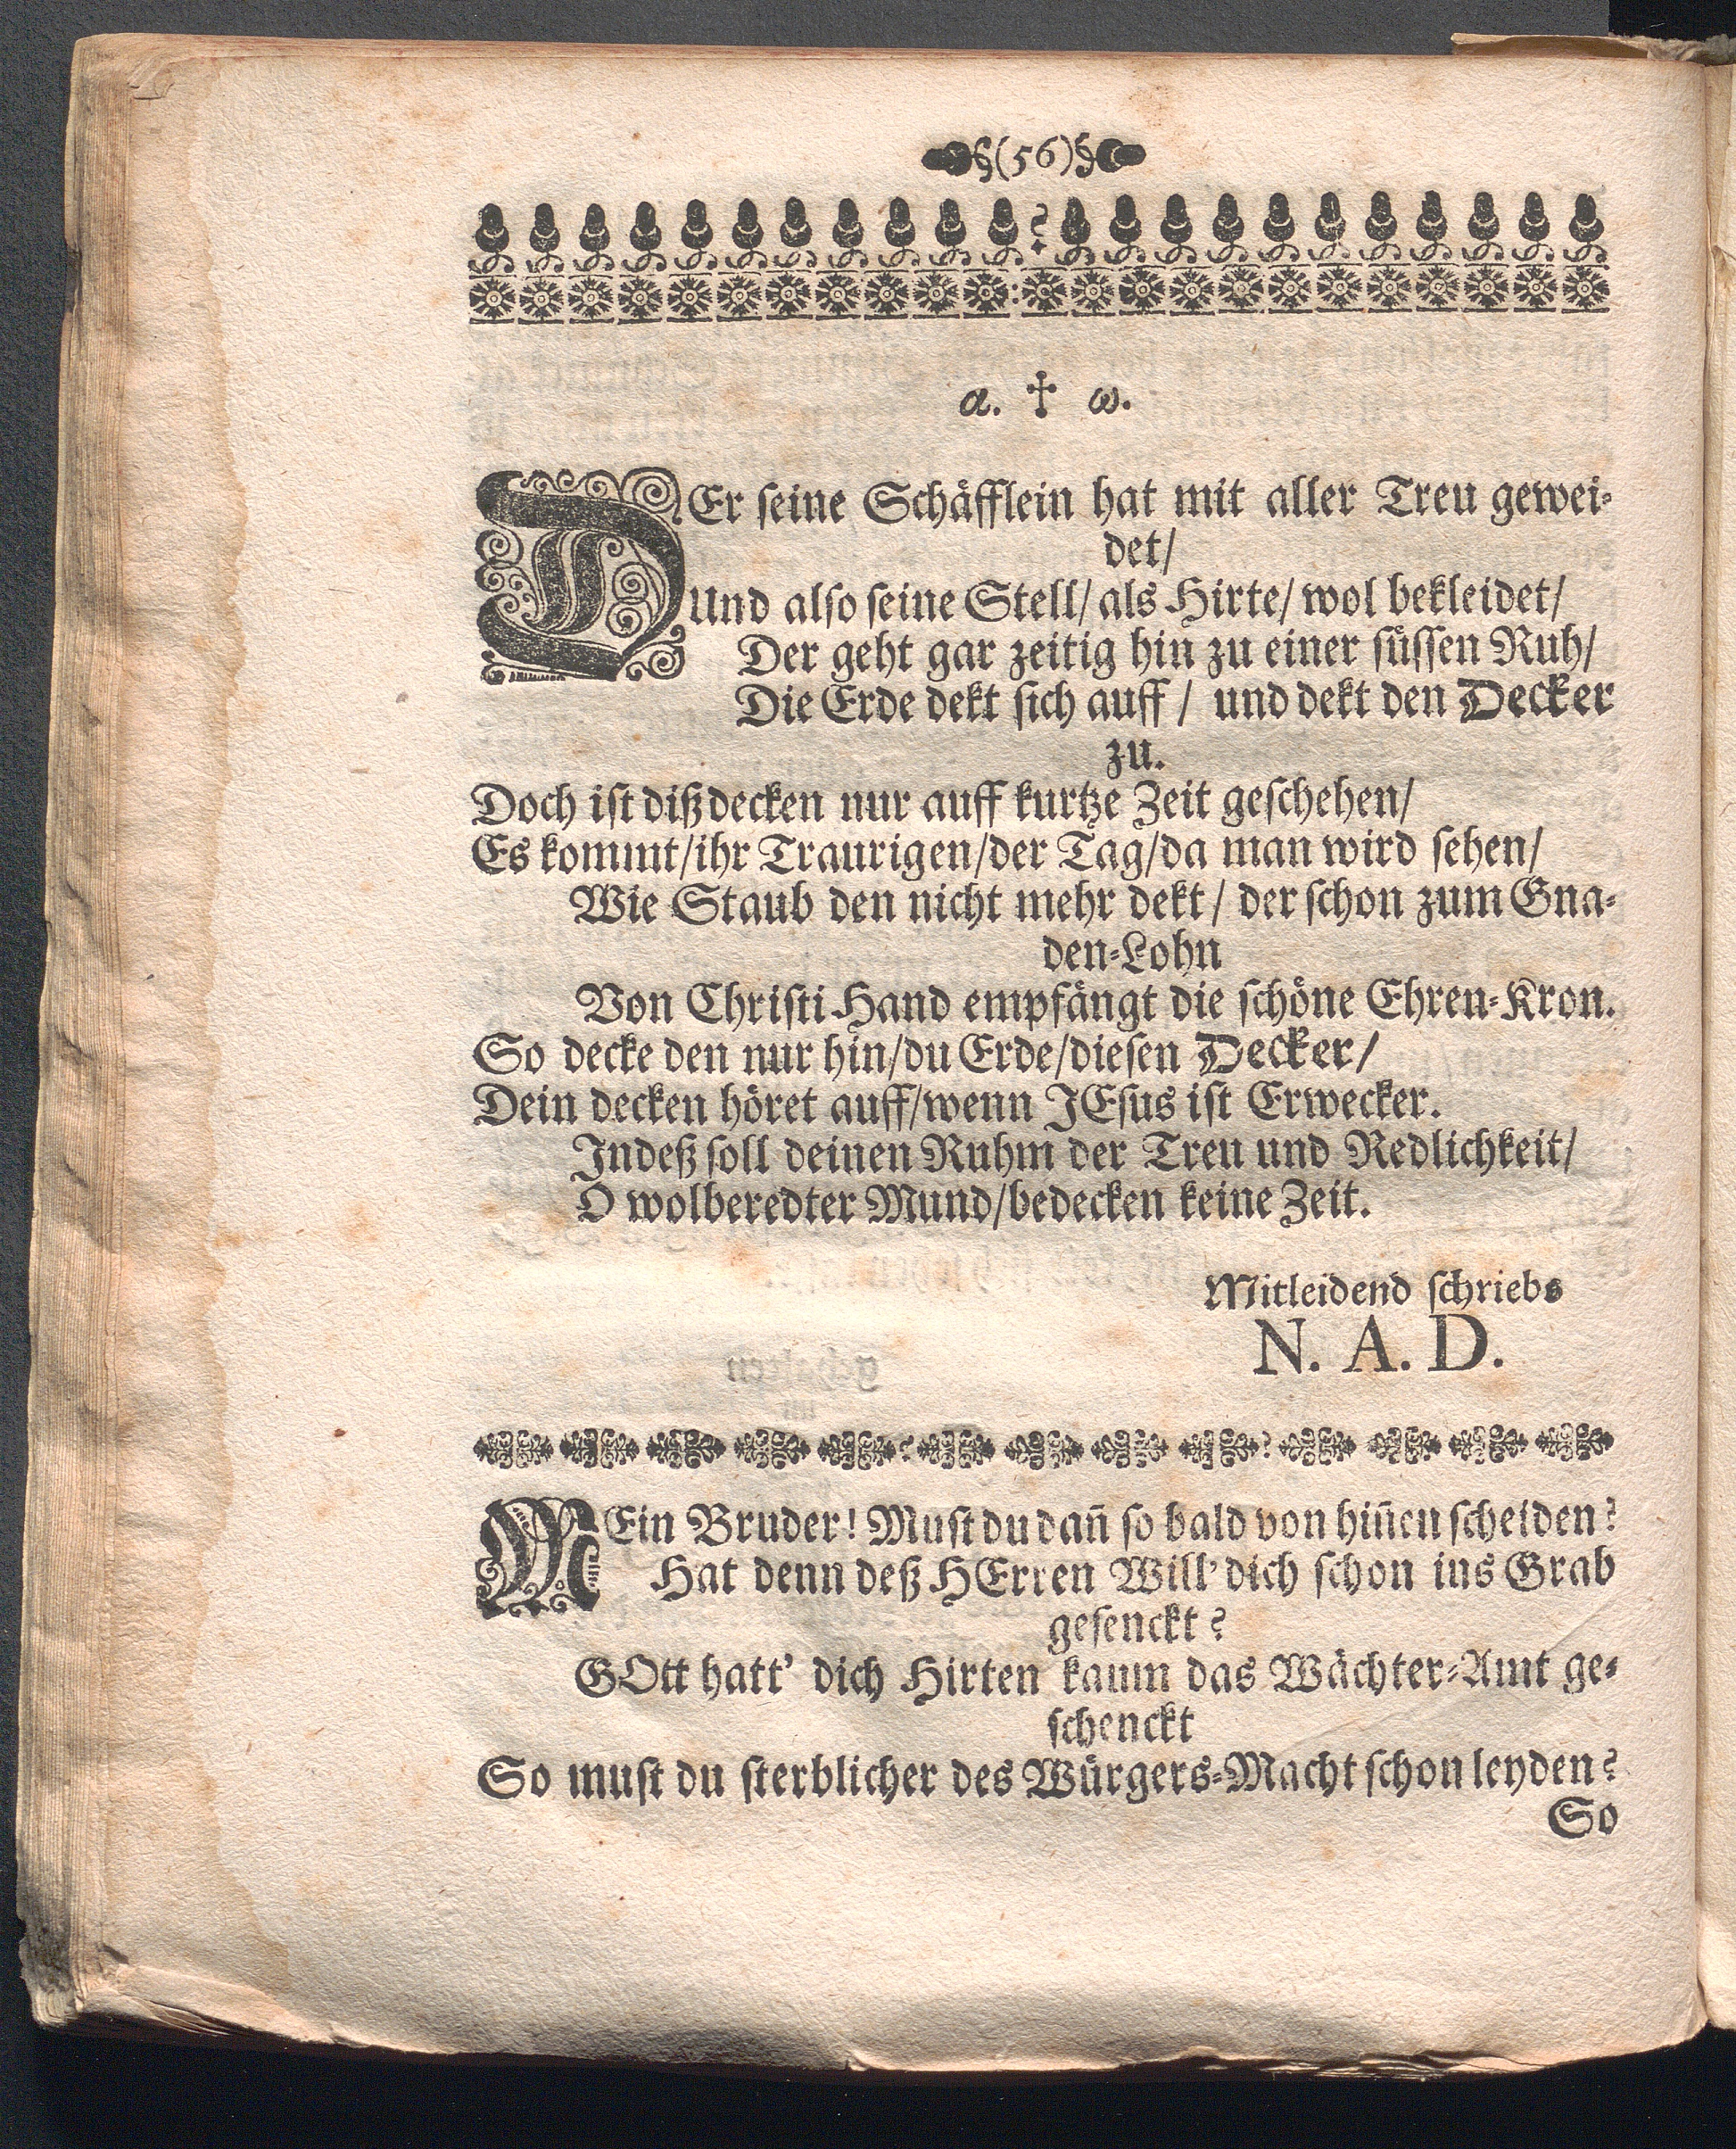 §(56)§
α. † ω.
DEr seine Schäfflein hat mit aller Treu gewei-
det/
Und also seine Stell/ als Hirte/ wol bekleidet/
Der geht gar zeitig hin zu einer süssen Ruh/
Die Erde dekt sich auff / und dekt den Decker
zu.
Doch ist diß decken nur auff kurtze Zeit geschehen/
Es kommt/ihr Traurigen/der Tag/da man wird sehen/
Wie Staub den nicht mehr dekt / der schon zum Gna-
den-Lohn
Von Christi Hand empfängt die schöne Ehren-Kron.
So decke den nur hin/du Erde/diesen Decker/
Dein decken höret auff/wenn JEsus ist Erwecker.
Indeß soll deinen Ruhm der Treu und Redlichkeit/
O wolberedter Mund/bedecken keine Zeit.
Mitleidend schriebs
N. A. D.
MEin Bruder! Must du dañ so bald von hiñen scheiden?
Hat denn deß HErren Will' dich schon ins Grab
gesenckt?
GOtt hatt' dich Hirten kaum das Wächter-Amt ge-
schenckt
So must du sterblicher des Würgers-Macht schon leyden?
So